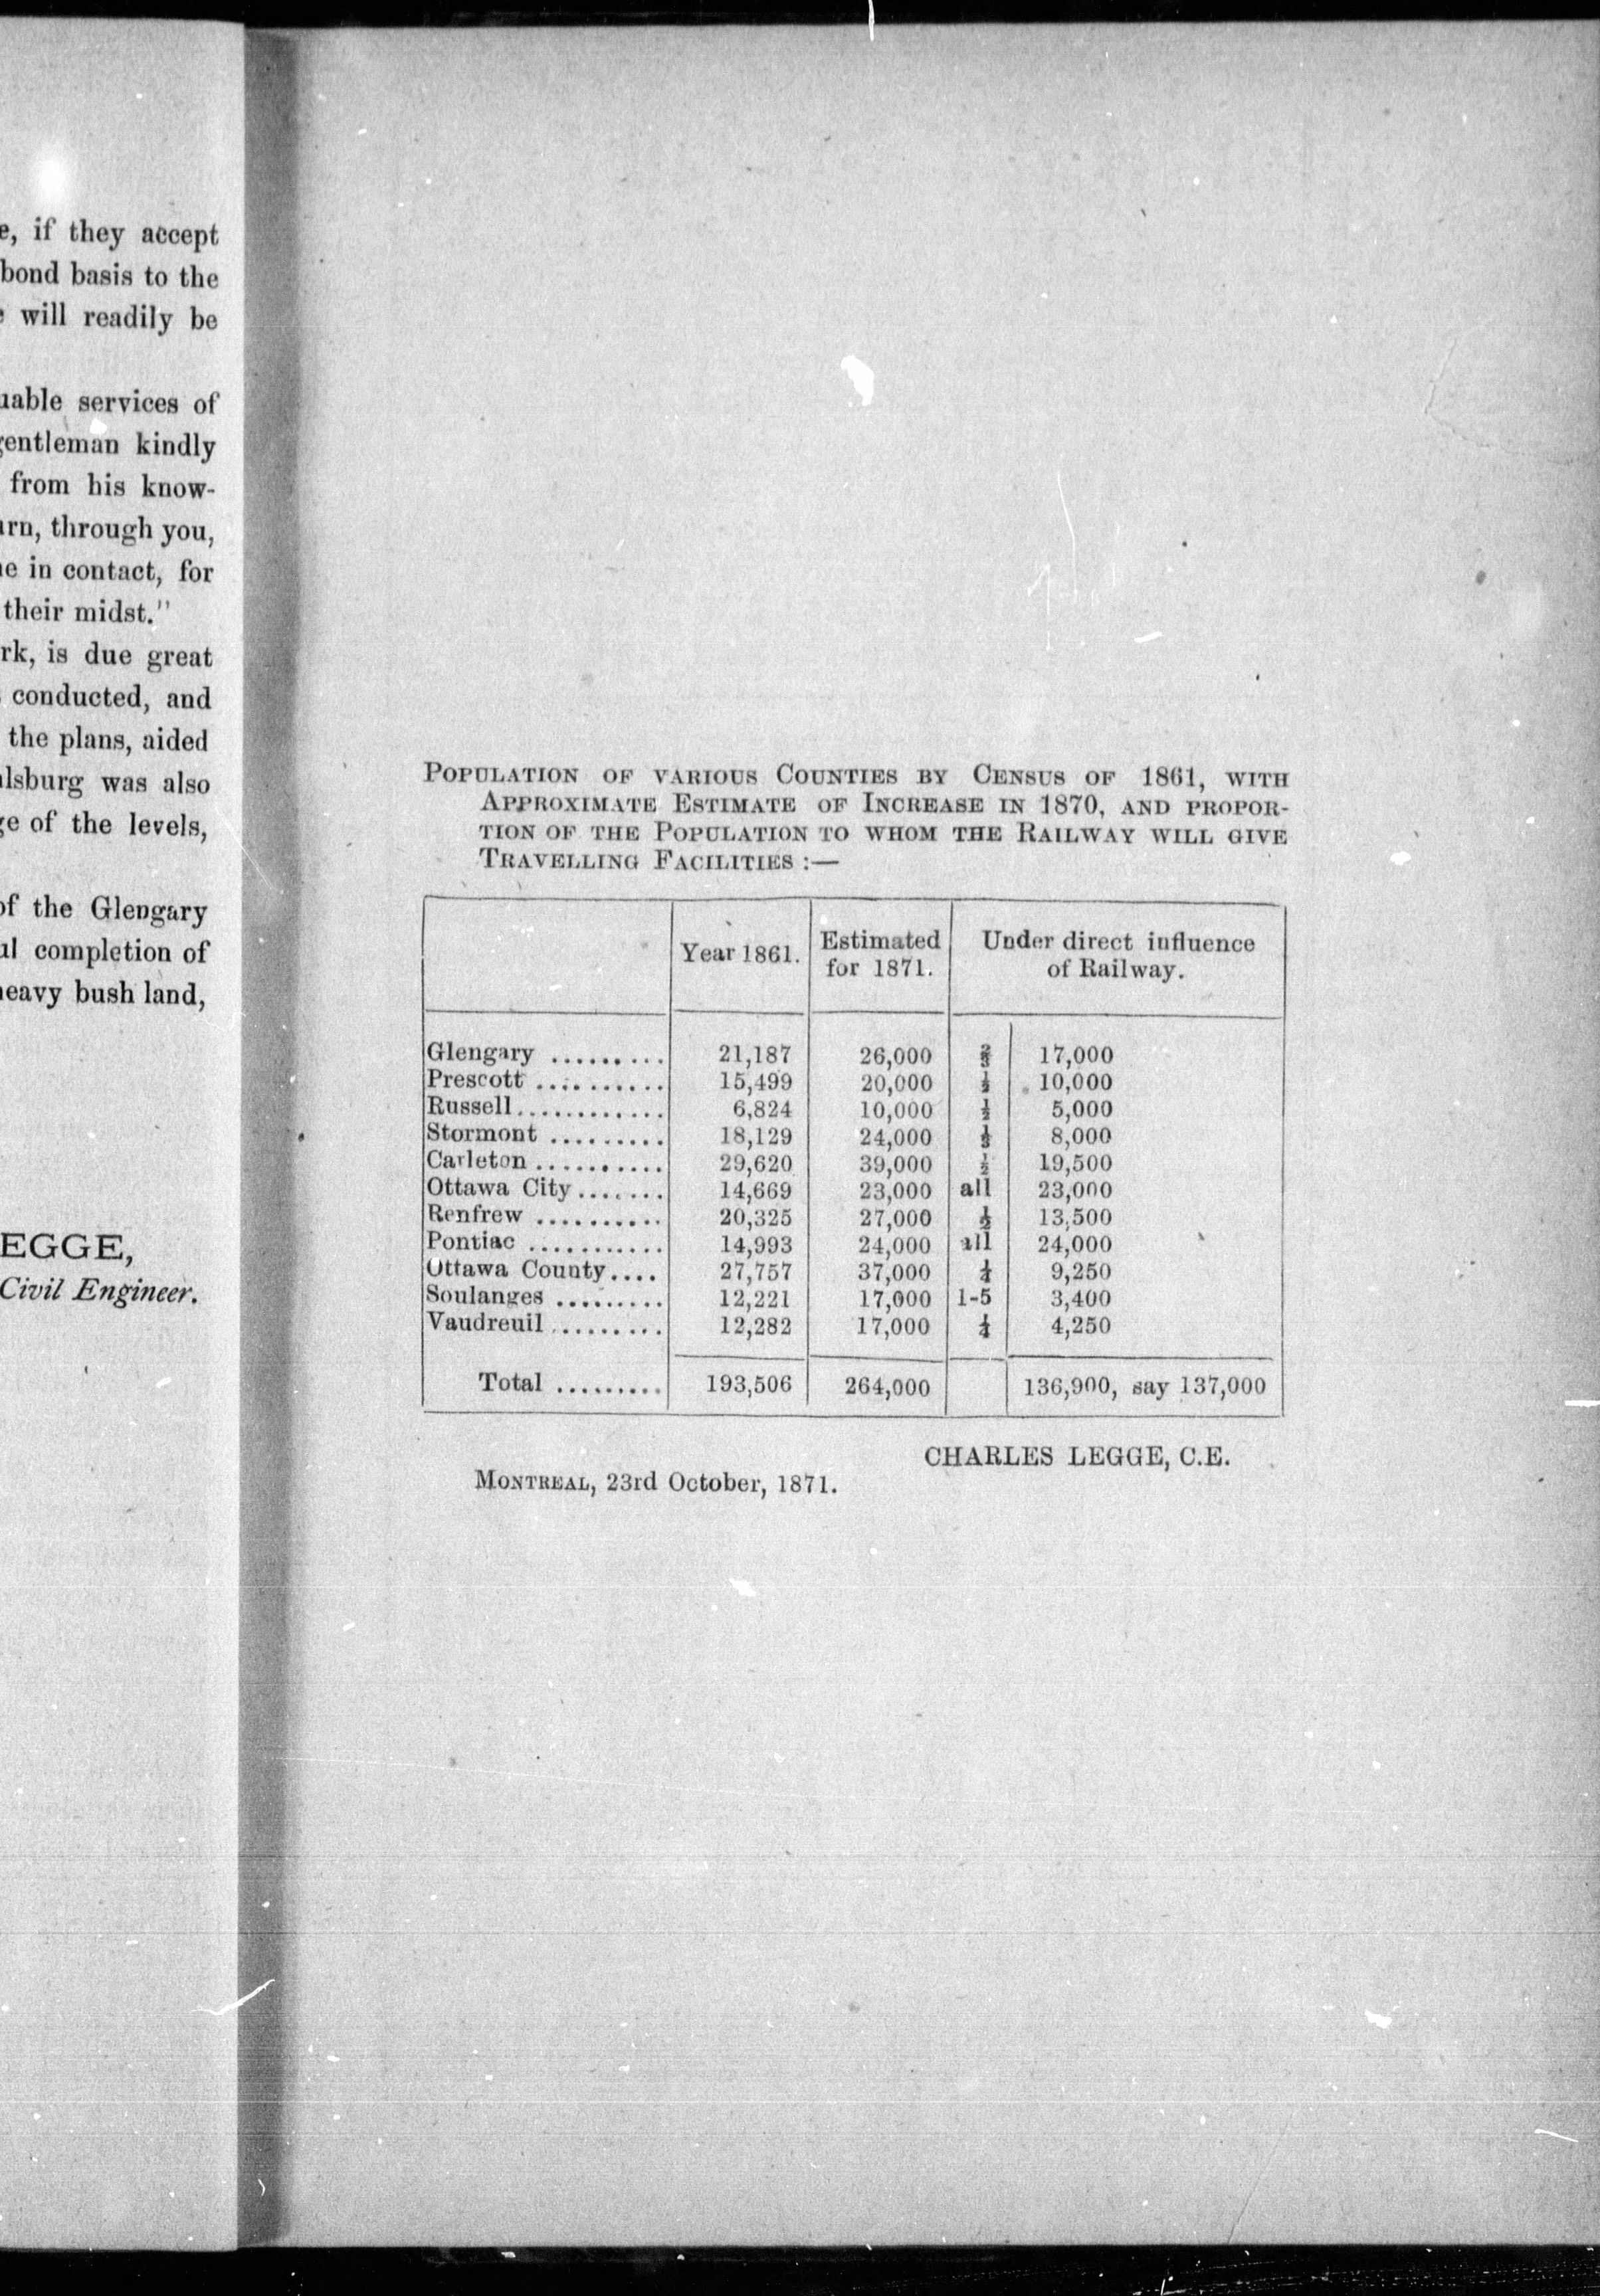 e, if they accept
bond basis to the
will readily be
uable services of
gentleman kindly
from his know-
urn, through you,
ne in contact, for
their midst."
rk, is due great
conducted, and
the plans, aided
alsburg was also
ge of the levels,
of the Glengary
ul completion of
heavy bush land,
EGGE,
Civil Engineer.
POPULATION OF VARIOUS COUNTIES BY CENSUS OF 1861, WITH
APPROXIMATE ESTIMATE OF INCREASE IN 1870, AND PROPOR-
TION OF THE POPULATION TO WHOM THE RAILWAY WILL GIVE
TRAVELLING FACILITIES :—
Year 1861. Estimated for 1871. Under direct influence of Railway.
Glengary ......... 21,187 26,000 ⅔ 17,000
Prescott .......... 15,499 20,000 ½ 10,000
Russell............ 6,824 10,000 ½ 5,000
Stormont ......... 18,129 24,000 ⅓ 8,000
Carleton .......... 29,620 39,000 ½ 19,500
Ottawa City....... 14,669 23,000 all 23,000
Renfrew .......... 20,325 27,000 ½ 13,500
Pontiac ........... 14,993 24,000 all 24,000
Ottawa County.... 27,757 37,000 ¼ 9,250
Soulanges ......... 12,221 17,000 1-5 3,400
Vaudreuil ......... 12,282 17,000 ¼ 4,250
Total ......... 193,506 264,000 136,900, say 137,000
CHARLES LEGGE, C.E.
MONTREAL, 23rd October, 1871.